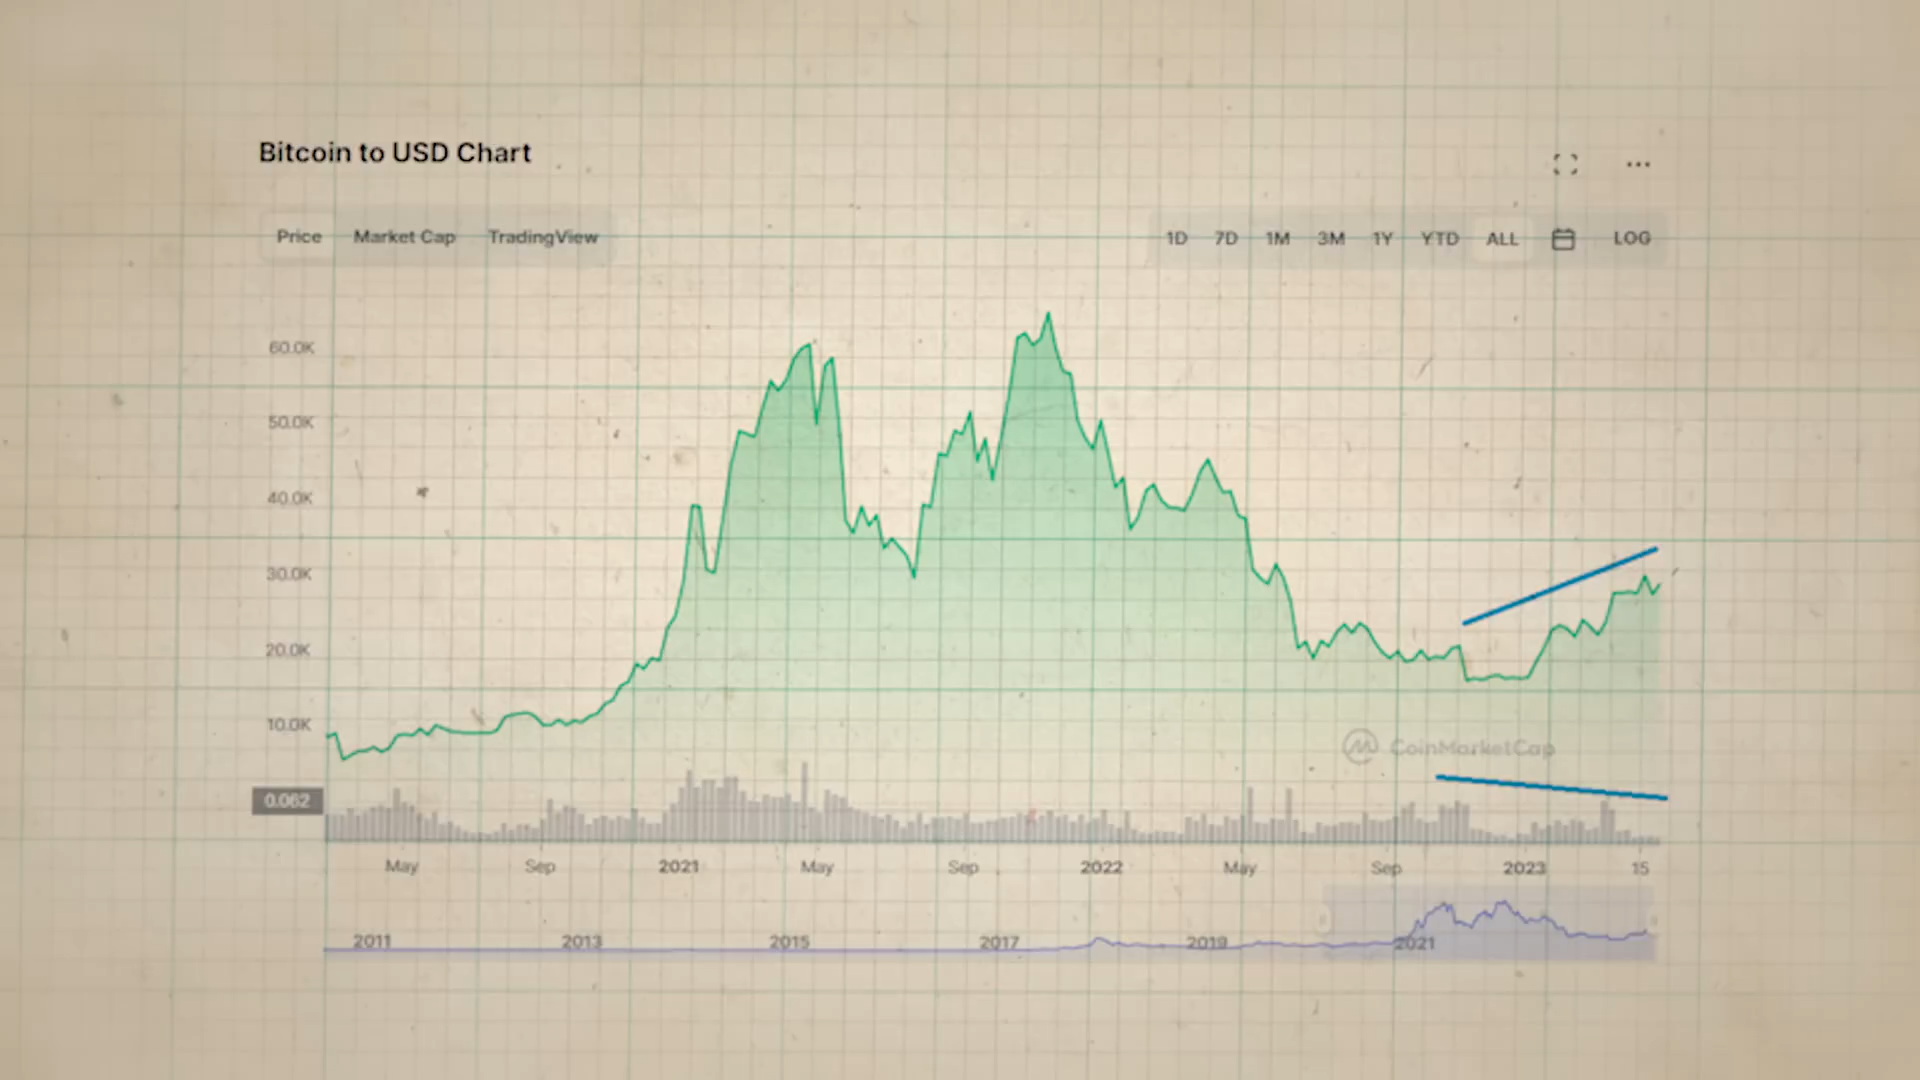 Bitcoin to USD Chart
Price Market Cap TradingView 1D 7D 1M 3M 1Y YTD ALL LOG
60.0K
50.0K
40.0K
30.0K
20.0K
10.0K
CoinMarketCap
0.062
May Sep 2021 May Sep 2022 May Sep 2023 15
2011 2013 2015 2017 2019 2021